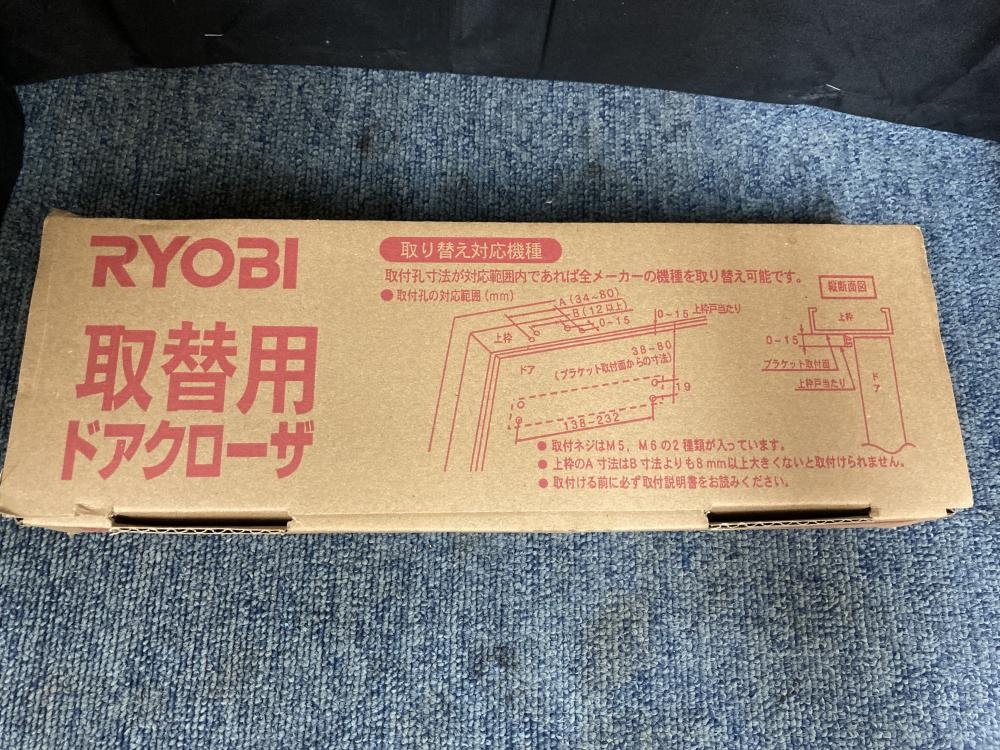 RYOBI
取替用
ドアクローザ
取り替え対応機種
取付孔寸法が対応範囲内であれば全メーカーの機種を取り替え可能です。
●取付孔の対応範囲(mm)
A(34~80)
B(12以上)
0-15
0-15 上枠戸当たり
上枠
ドア
38-80
(ブラケット取付面からの寸法)
19
138-232
縦断面図
上枠
0-15
ブラケット取付面
上枠戸当たり
ドア
●取付ネジはM5，M6の2種類が入っています。
●上枠のA寸法はB寸法よりも8mm以上大きくないと取付けられません。
●取付ける前に必ず取付説明書をお読みください。